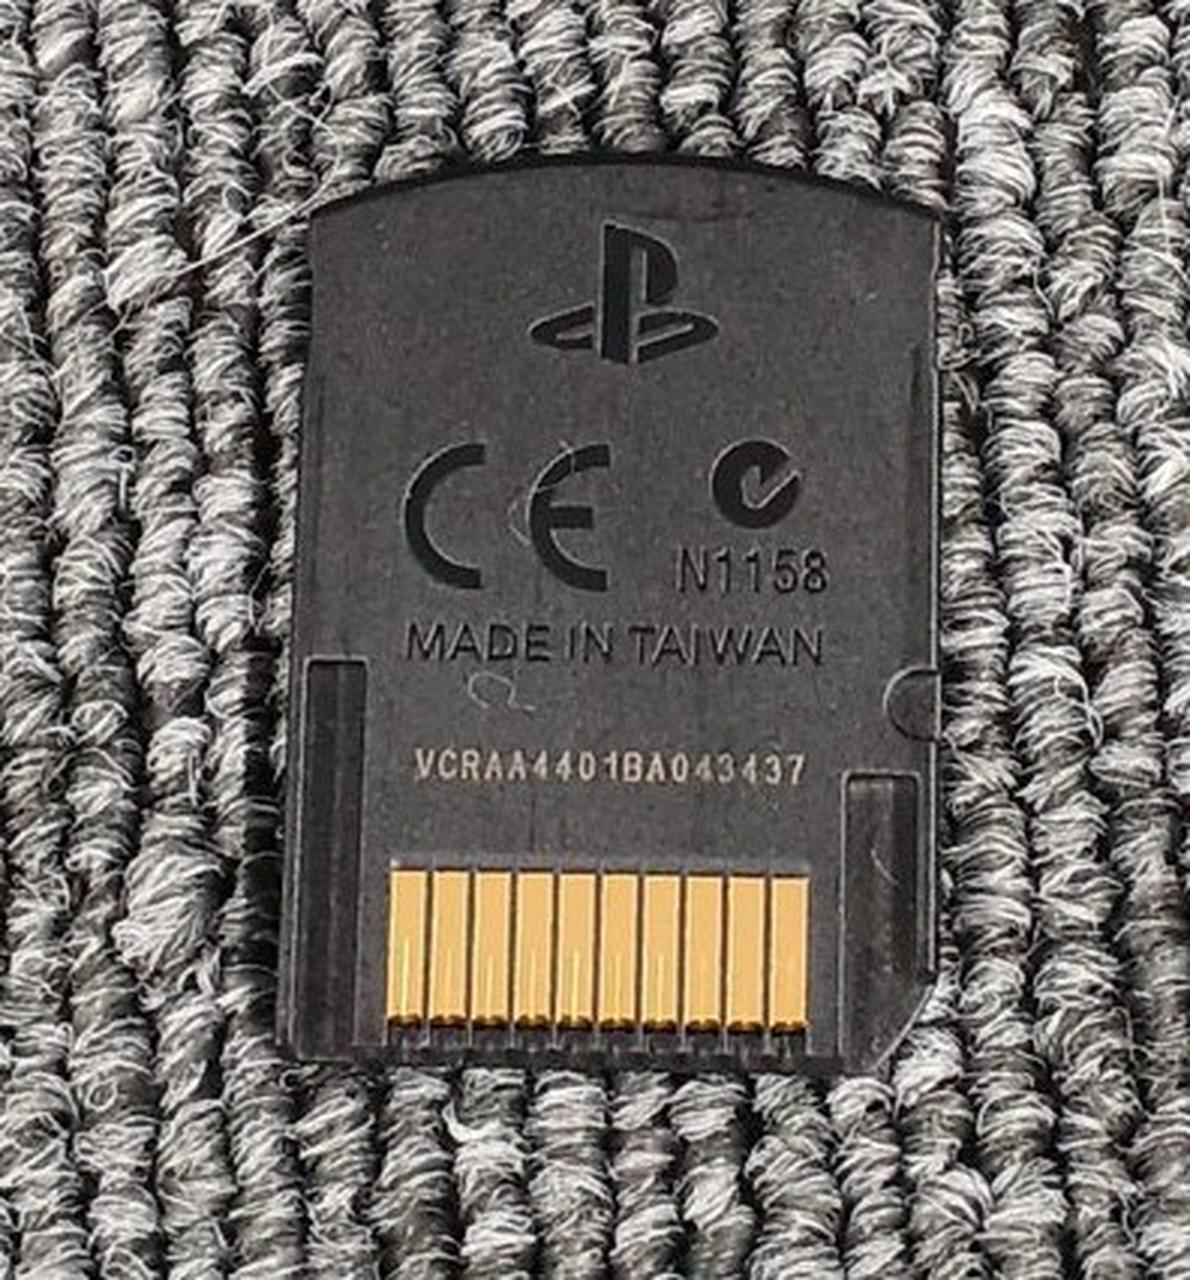 CE
N1158
MADE IN TAIWAN
VCRAA4401BA043437